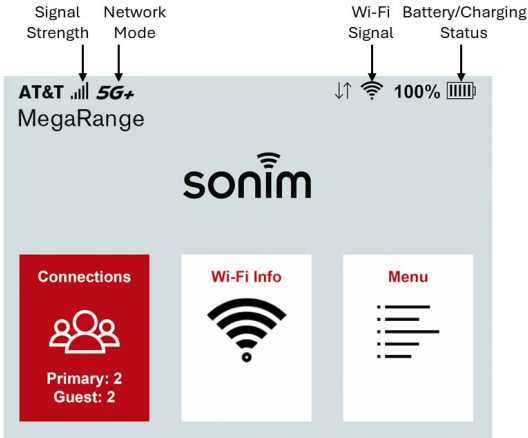 Signal Strength
Network Mode
Wi-Fi Signal
Battery/Charging Status
AT&T 5G+ 100%
MegaRange
sonim
Connections
Primary: 2
Guest: 2
Wi-Fi Info
Menu